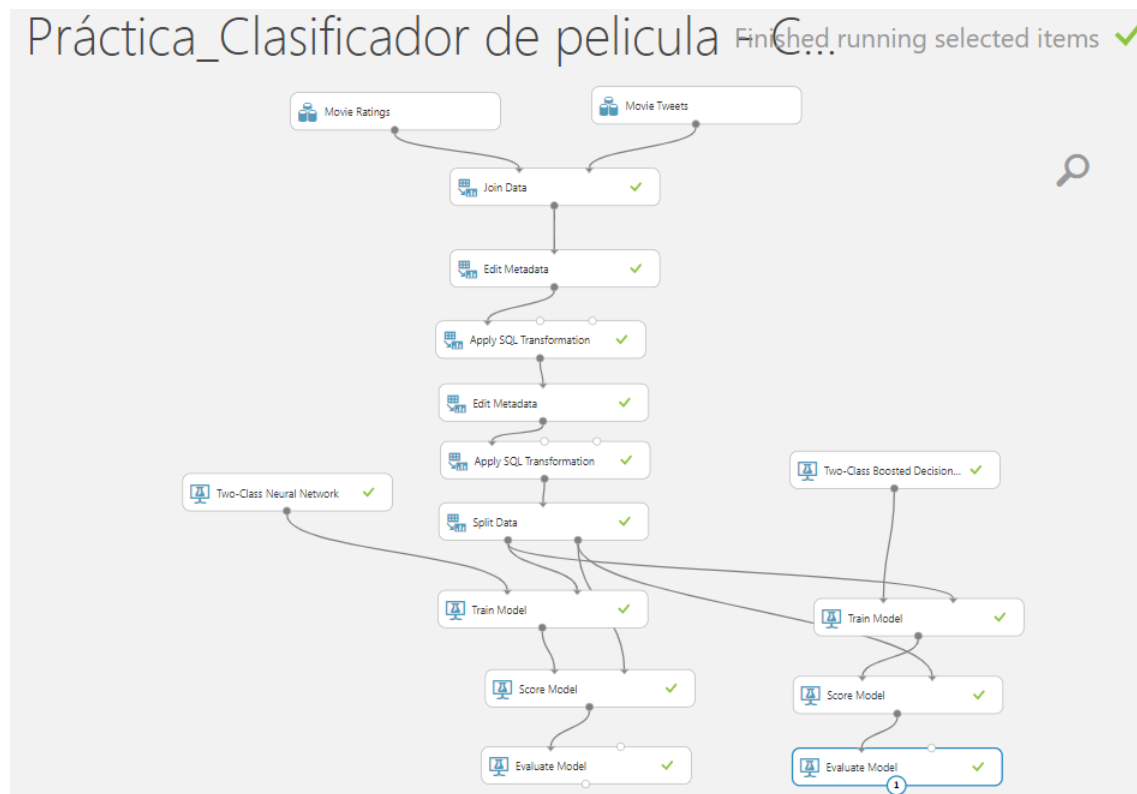 Práctica_Clasificador de pelicula - C...
Finished running selected items
Movie Ratings
Movie Tweets
Join Data
Edit Metadata
Apply SQL Transformation
Edit Metadata
Apply SQL Transformation
Two-Class Boosted Decision...
Two-Class Neural Network
Split Data
Train Model
Train Model
Score Model
Score Model
Evaluate Model
Evaluate Model
1